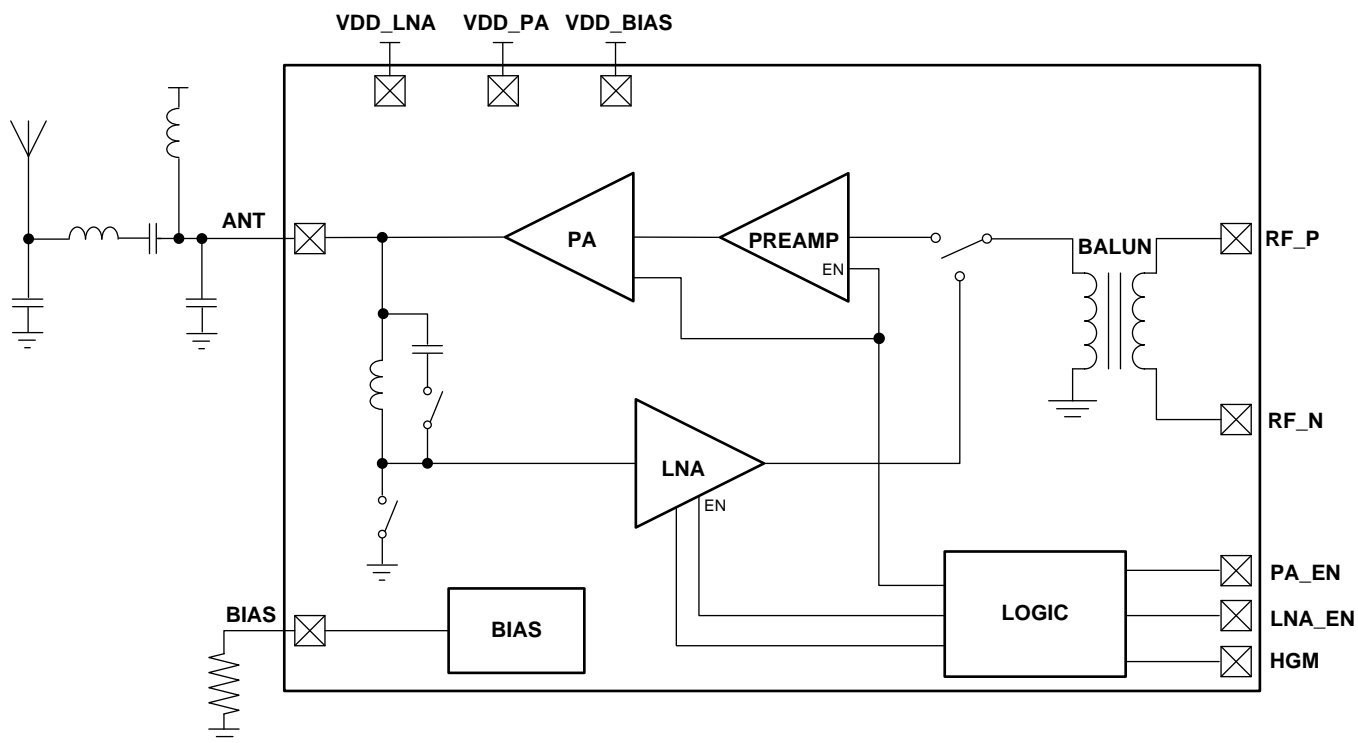 VDD_LNA VDD_PA VDD_BIAS
ANT
PA
PREAMP
EN
BALUN
RF_P
RF_N
LNA
EN
BIAS
BIAS
LOGIC
PA_EN
LNA_EN
HGM